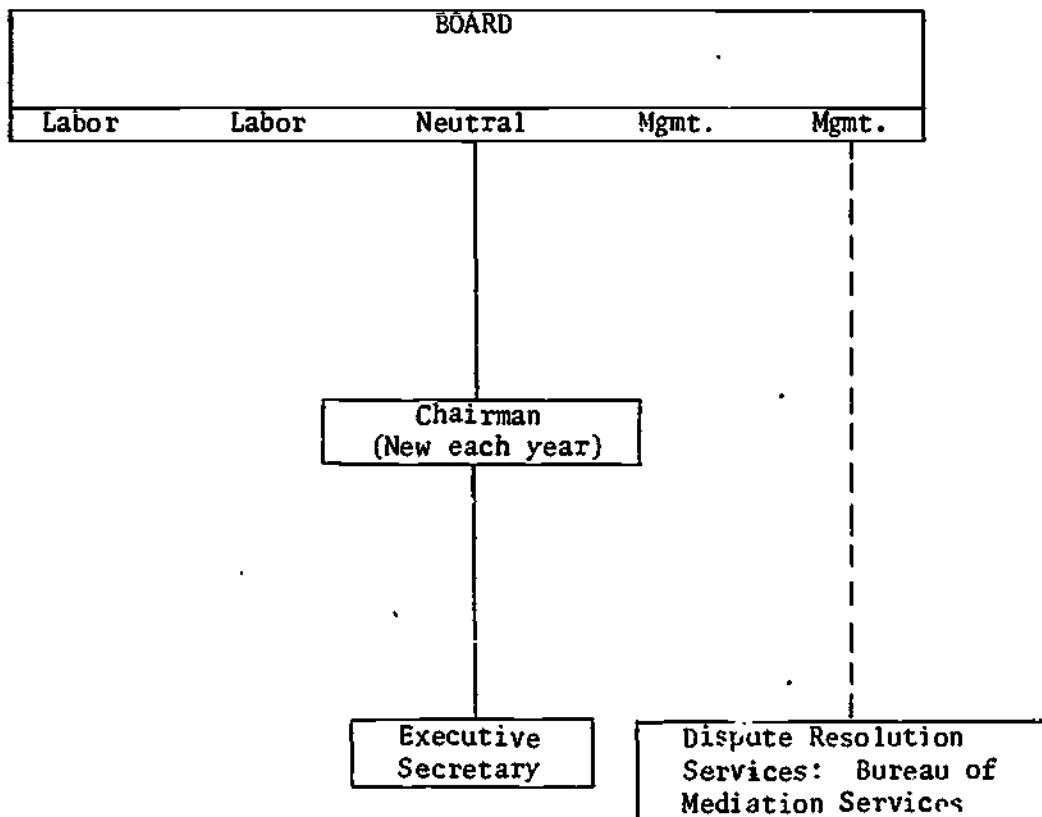 BOARD
Labor Labor Neutral Mgmt. Mgmt.
Chairman
(New each year)
Executive
Secretary
Dispute Resolution
Services: Bureau of
Mediation Services